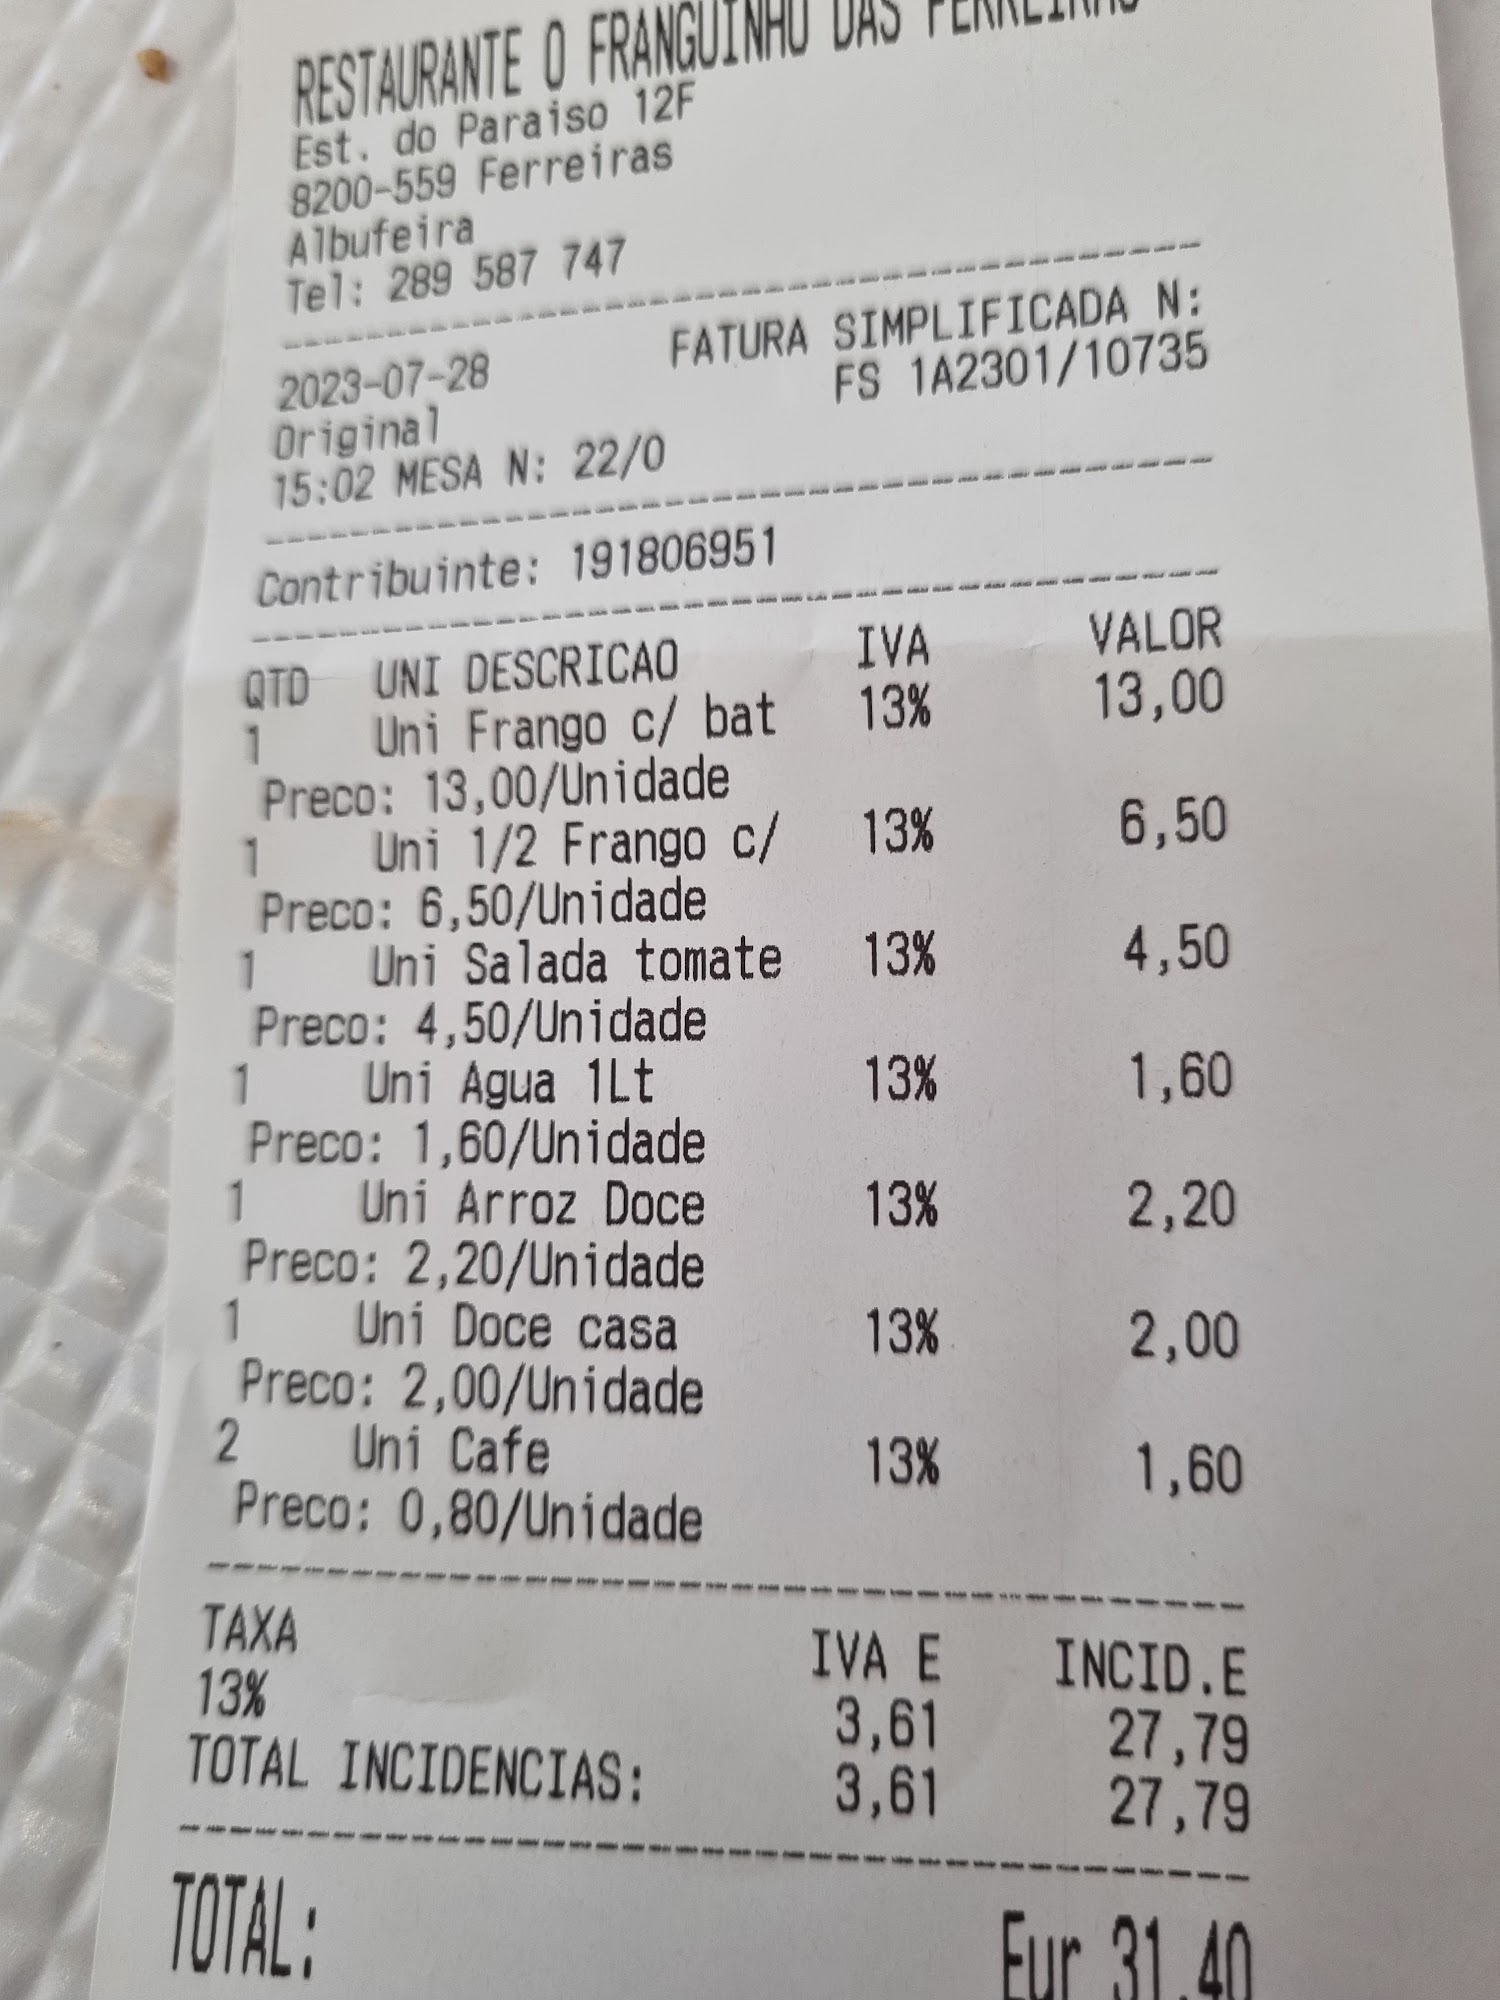 RESTAURANTE O FRANGUINHO DAS FERREIRAS
Est. do Paraiso 12F
8200-559 Ferreiras
Albufeira
Tel: 289 587 747
FATURA SIMPLIFICADA N:
2023-07-28 FS 1A2301/10735
Original
15:02 MESA N: 22/0
Contribuinte: 191806951
QTD UNI DESCRICAO IVA VALOR
1 Uni Frango c/ bat 13% 13,00
Preco: 13,00/Unidade
1 Uni 1/2 Frango c/ 13% 6,50
Preco: 6,50/Unidade
1 Uni Salada tomate 13% 4,50
Preco: 4,50/Unidade
1 Uni Agua 1Lt 13% 1,60
Preco: 1,60/Unidade
1 Uni Arroz Doce 13% 2,20
Preco: 2,20/Unidade
1 Uni Doce casa 13% 2,00
Preco: 2,00/Unidade
2 Uni Cafe 13% 1,60
Preco: 0,80/Unidade
TAXA IVA E INCID.E
13% 3,61 27,79
TOTAL INCIDENCIAS: 3,61 27,79
TOTAL: Eur 31.40